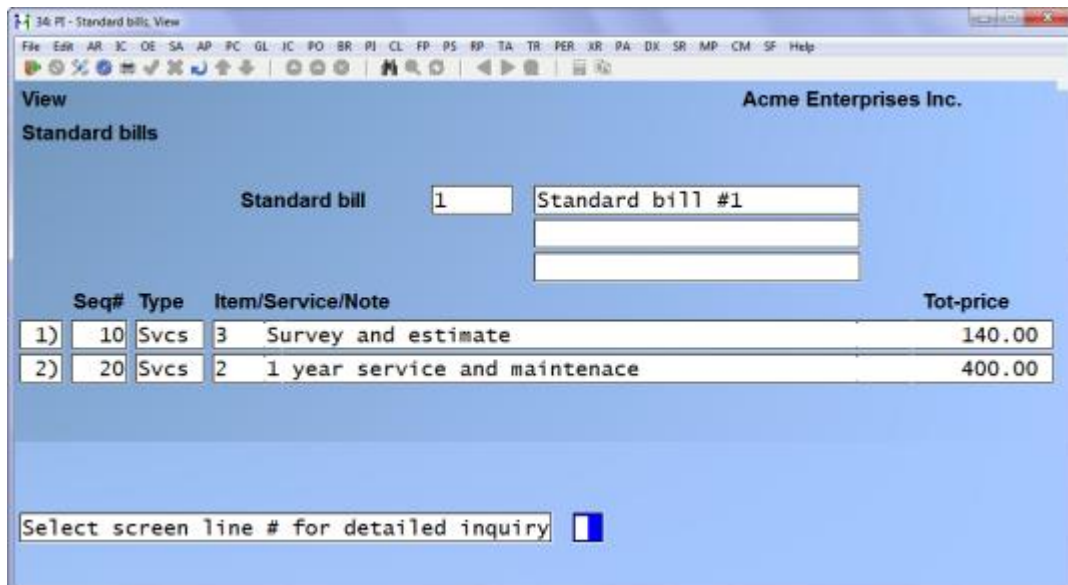 34: PI - Standard bills, View
File Edit AR IC OE SA AP PC GL JC PO BR PJ CL FP PS RP TA TR PER XR PA DX SR MP CM SF Help
View Acme Enterprises Inc.
Standard bills
Standard bill 1 Standard bill #1
Seq# Type Item/Service/Note Tot-price
1) 10 Svcs 3 Survey and estimate 140.00
2) 20 Svcs 2 1 year service and maintenace 400.00
Select screen line # for detailed inquiry